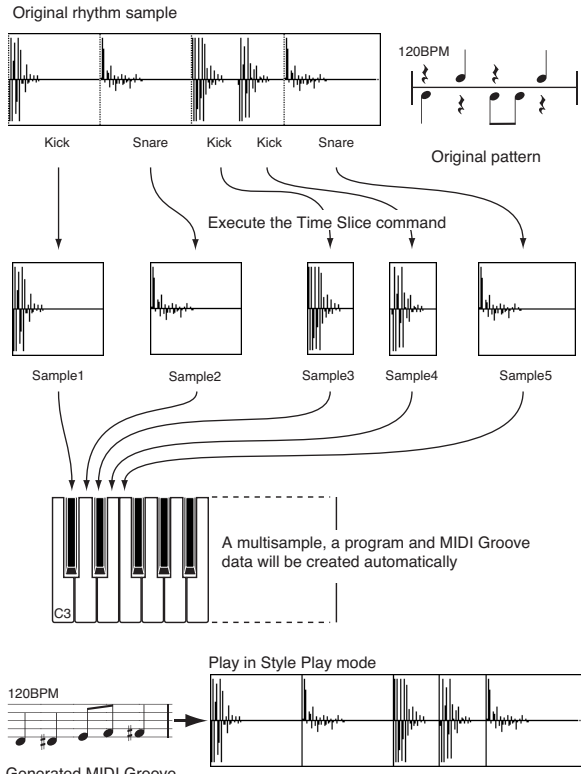 Original rhythm sample
120BPM
Kick Snare Kick Kick Snare
Original pattern
Execute the Time Slice command
Sample1 Sample2 Sample3 Sample4 Sample5
A multisample, a program and MIDI Groove
data will be created automatically
C3
Play in Style Play mode
120BPM
Generated MIDI Groove